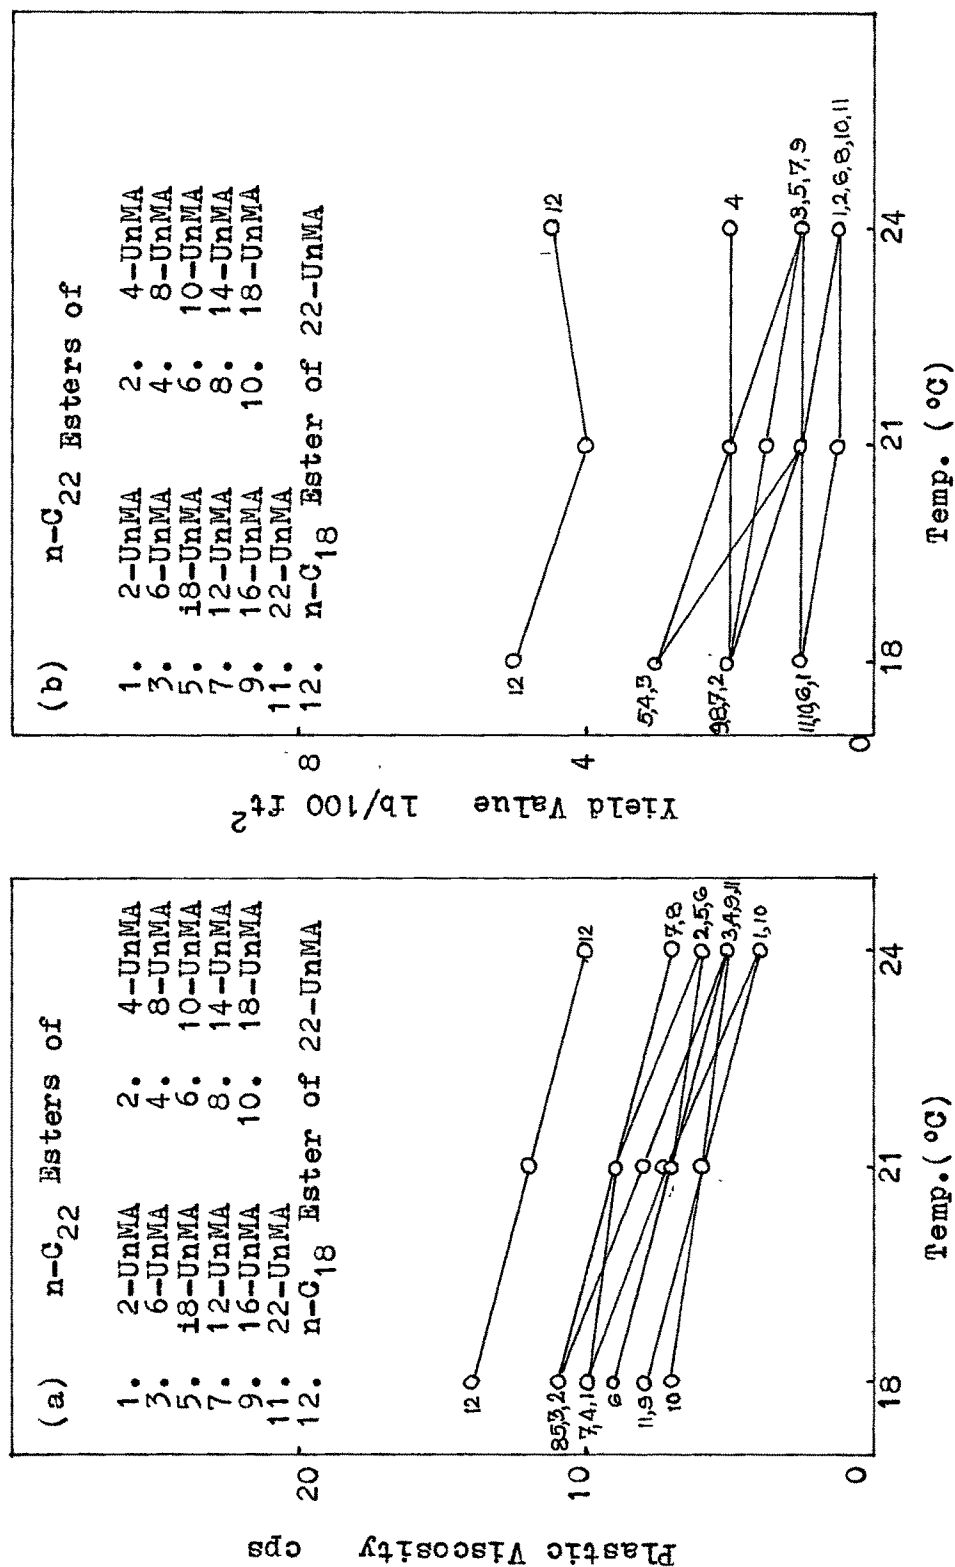 (a) n-C22 Esters of
1. 2-UnMA 2. 4-UnMA
3. 6-UnMA 4. 8-UnMA
5. i8-UnMA 6. 10-UnMA
7. 12-UnMA 8. 14-UnMA
9. 16-UnMA 10. 18-UnMA
11. 22-UnMA
12. n-C18 Ester of 22-UnMA
Plastic Viscosity cps
20
10
0
12
8,5,3,2
7,4,1
6
11,9
10
12
7,8
2,5,6
3,4,9,11
1,10
18 21 24
Temp.(°C)
(b) n-C22 Esters of
1. 2-UnMA 2. 4-UnMA
3. 6-UnMA 4. 8-UnMA
5. i8-UnMA 6. 10-UnMA
7. 12-UnMA 8. 14-UnMA
9. 16-UnMA 10. 18-UnMA
11. 22-UnMA
12. n-C18 Ester of 22-UnMA
Yield Value lb/100 ft2
8
4
0
12
5,4,3
9,8,7,2
11,10,6,1
12
4
3,5,7,9
1,2,6,8,10,11
18 21 24
Temp. (°C)